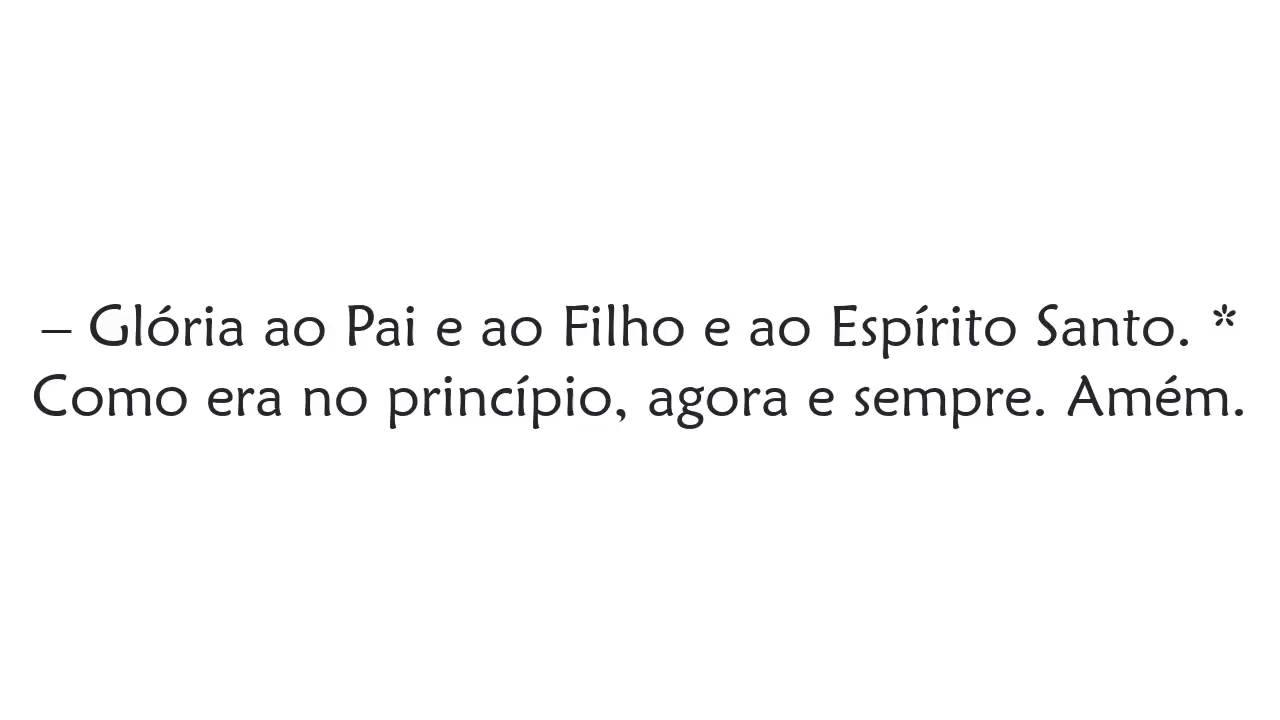 – Glória ao Pai e ao Filho e ao Espírito Santo. *
Como era no princípio, agora e sempre. Amém.